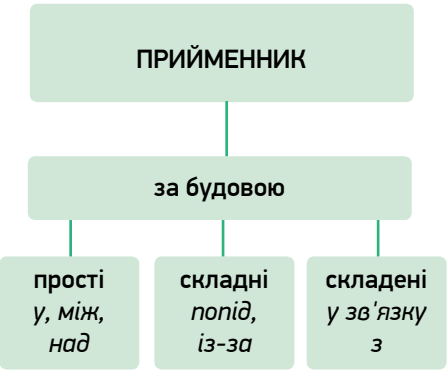 ПРИЙМЕННИК
за будовою
прості
у, між,
над
складні
попід,
із-за
складені
у зв'язку
з